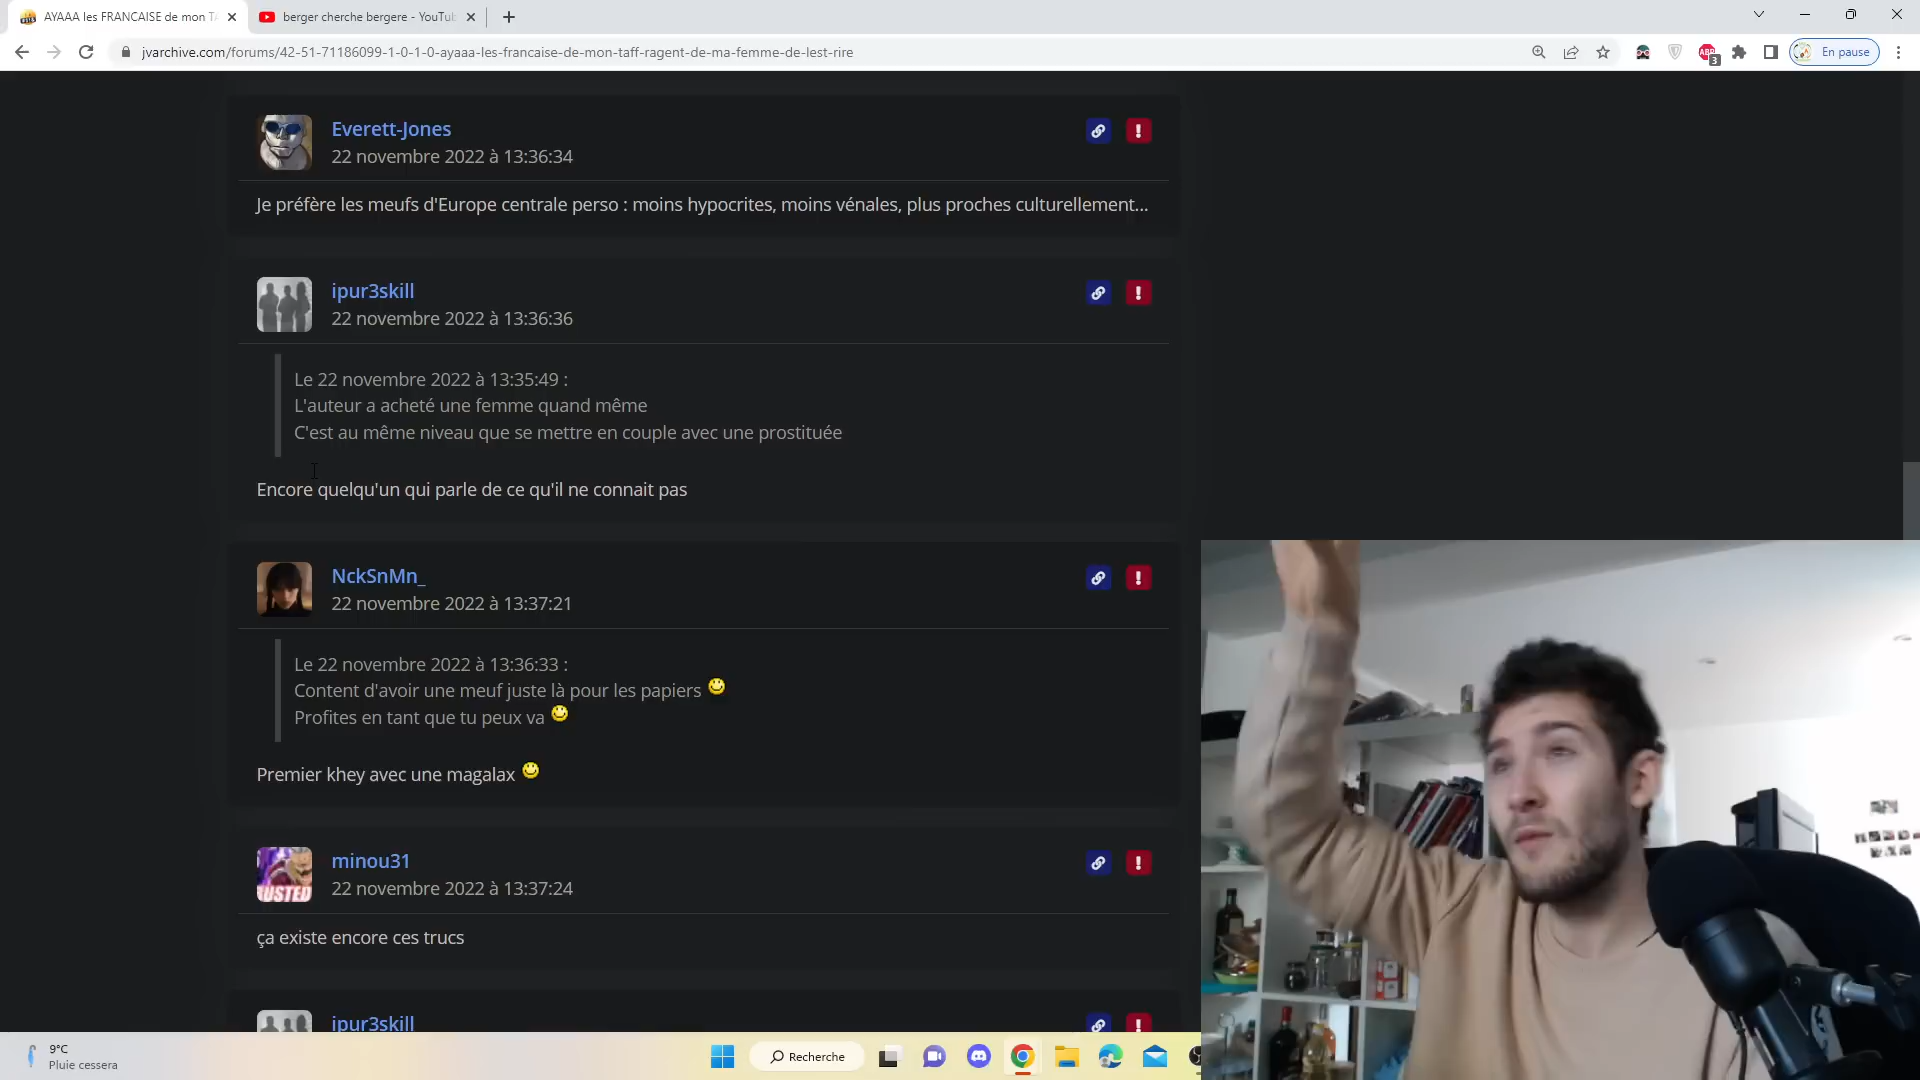 AYAAA les FRANCAISE de mon TA
berger cherche bergere - YouTub
jvarchive.com/forums/42-51-71186099-1-0-1-0-ayaaa-les-francaise-de-mon-taff-ragent-de-ma-femme-de-lest-rire
ABP
3
En pause
Everett-Jones
22 novembre 2022 à 13:36:34
Je préfère les meufs d'Europe centrale perso : moins hypocrites, moins vénales, plus proches culturellement...
ipur3skill
22 novembre 2022 à 13:36:36
Le 22 novembre 2022 à 13:35:49 :
L'auteur a acheté une femme quand même
C'est au même niveau que se mettre en couple avec une prostituée
Encore quelqu'un qui parle de ce qu'il ne connait pas
NckSnMn_
22 novembre 2022 à 13:37:21
Le 22 novembre 2022 à 13:36:33 :
Content d'avoir une meuf juste là pour les papiers
Profites en tant que tu peux va
Premier khey avec une magalax
minou31
22 novembre 2022 à 13:37:24
BUSTED
ça existe encore ces trucs
ipur3skill
9°C
Pluie cessera
Recherche